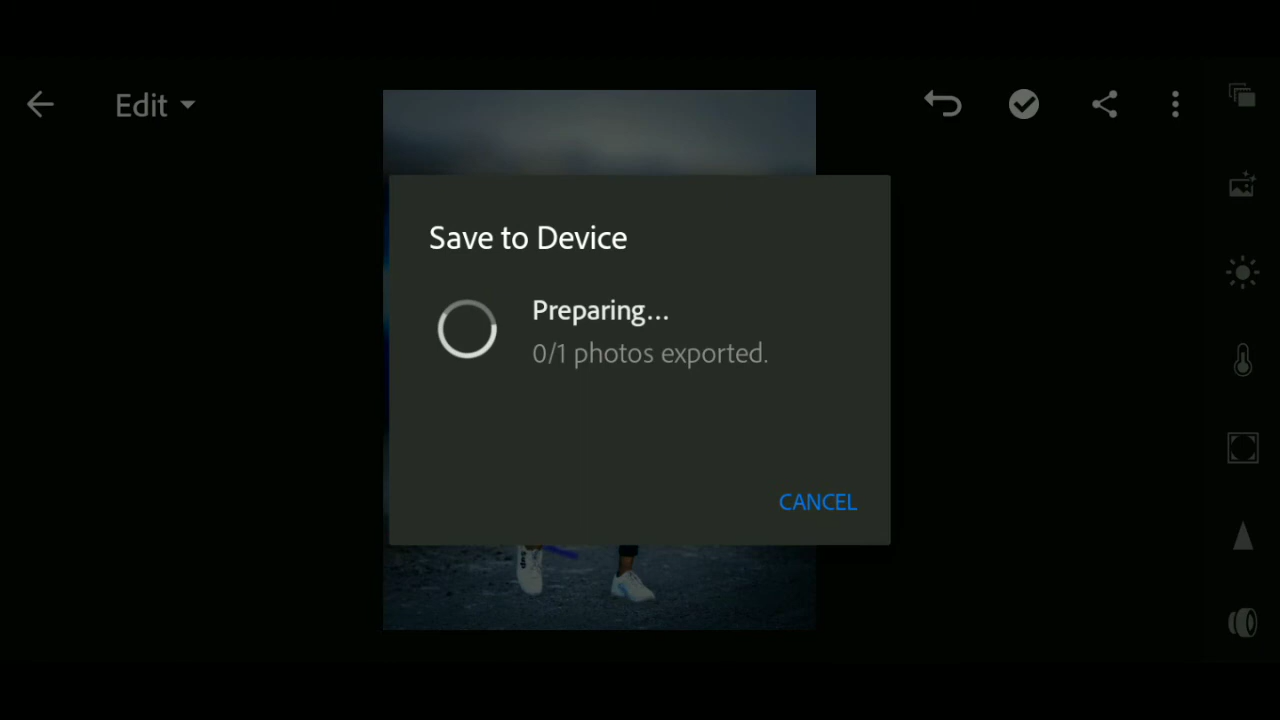 Edit
Save to Device
Preparing...
0/1 photos exported.
CANCEL